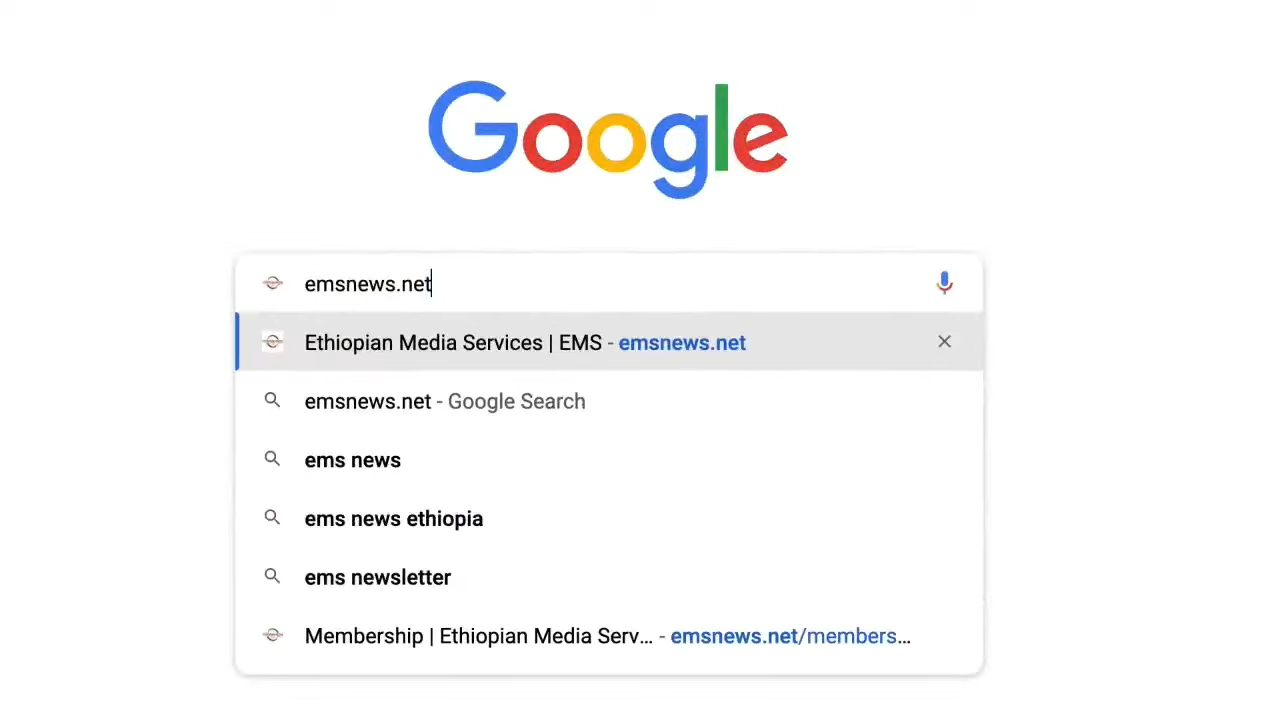 Google
emsnews.net
Ethiopian Media Services | EMS - emsnews.net
emsnews.net - Google Search
ems news
ems news ethiopia
ems newsletter
Membership | Ethiopian Media Serv... - emsnews.net/members...